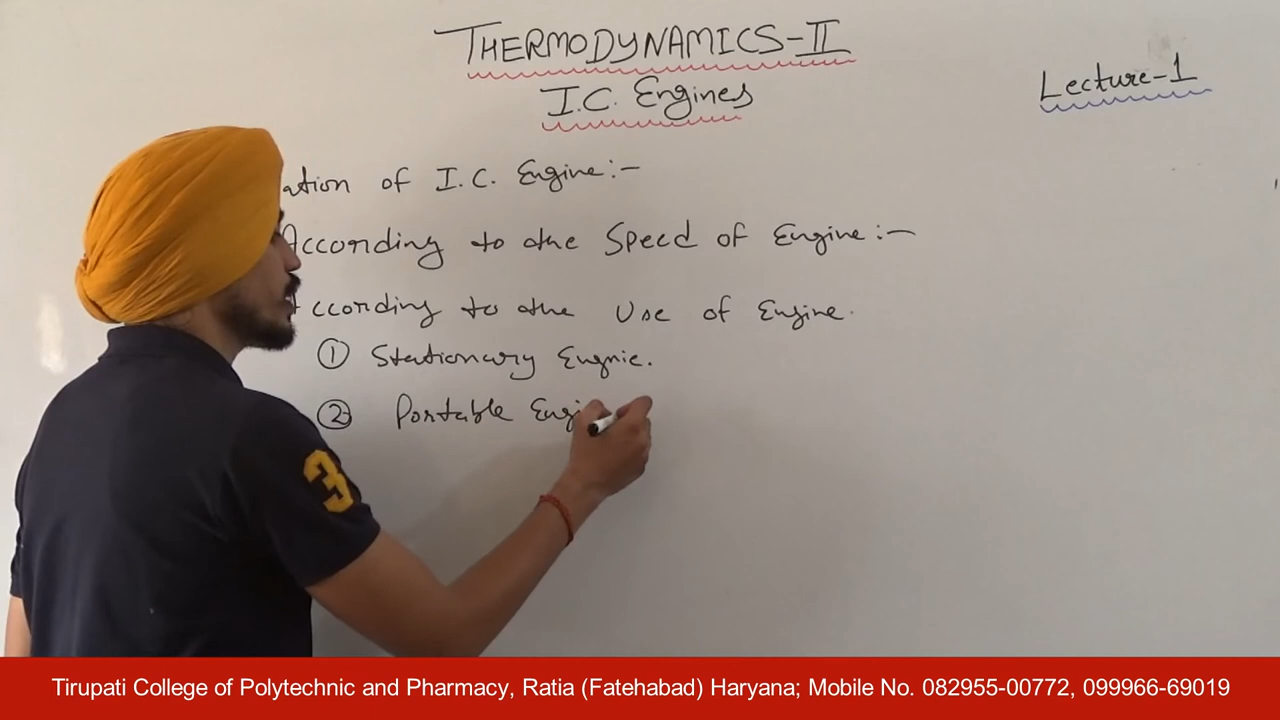 THERMODYNAMICS-II
I.C. Engines
Lecture-1
ation of I.C. Engine:-
According to the Speed of Engine:-
ccording to the Use of Engine.
① Stationary Engnie.
② Portable Engi
3
Tirupati College of Polytechnic and Pharmacy, Ratia (Fatehabad) Haryana; Mobile No. 082955-00772, 099966-69019